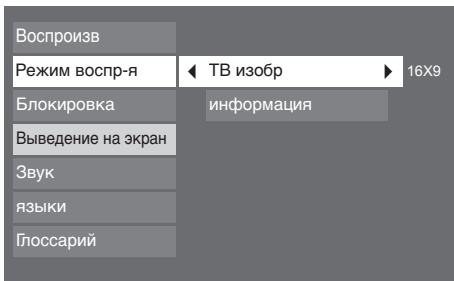 Воспроизв
Режим воспр-я ТВ изобр 16X9
Блокировка информация
Выведение на экран
Звук
языки
Глоссарий